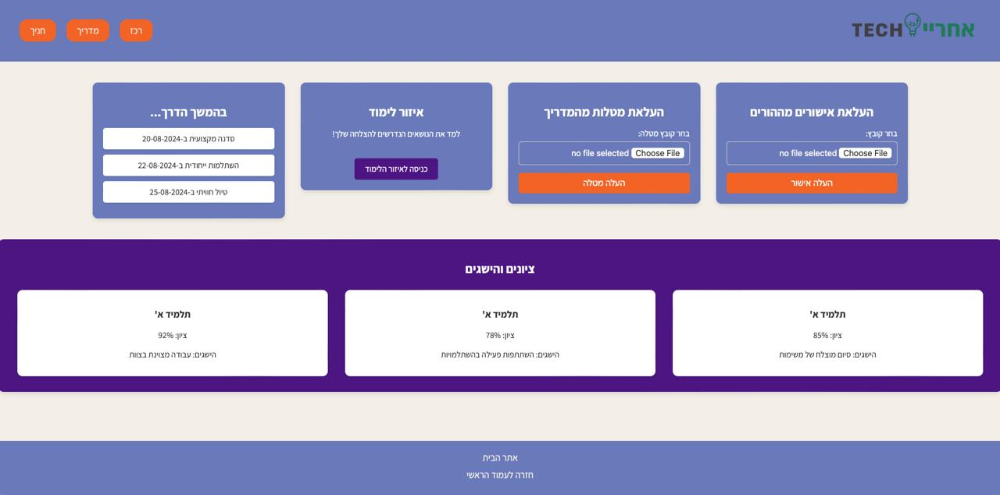 אחריי TECH
רכז
מדריך
חניך
העלאת אישורים מההורים
בחר קובץ:
Choose File no file selected
העלה אישור
העלאת מטלות מהמדריך
בחר קובץ מטלה:
Choose File no file selected
העלה מטלה
איזור לימוד
למד את הנושאים הנדרשים להצלחה שלך!
כניסה לאיזור הלימוד
בהמשך הדרך...
סדנה מקצועית ב-20-08-2024
השתלמות ייחודית ב-22-08-2024
טיול חוויתי ב-25-08-2024
ציונים והישגים
תלמיד א'
ציון: 85%
הישגים: סיום מוצלח של משימות
תלמיד א'
ציון: 78%
הישגים: השתתפות פעילה בהשתלמויות
תלמיד א'
ציון: 92%
הישגים: עבודה מצוינת בצוות
אתר הבית
חזרה לעמוד הראשי